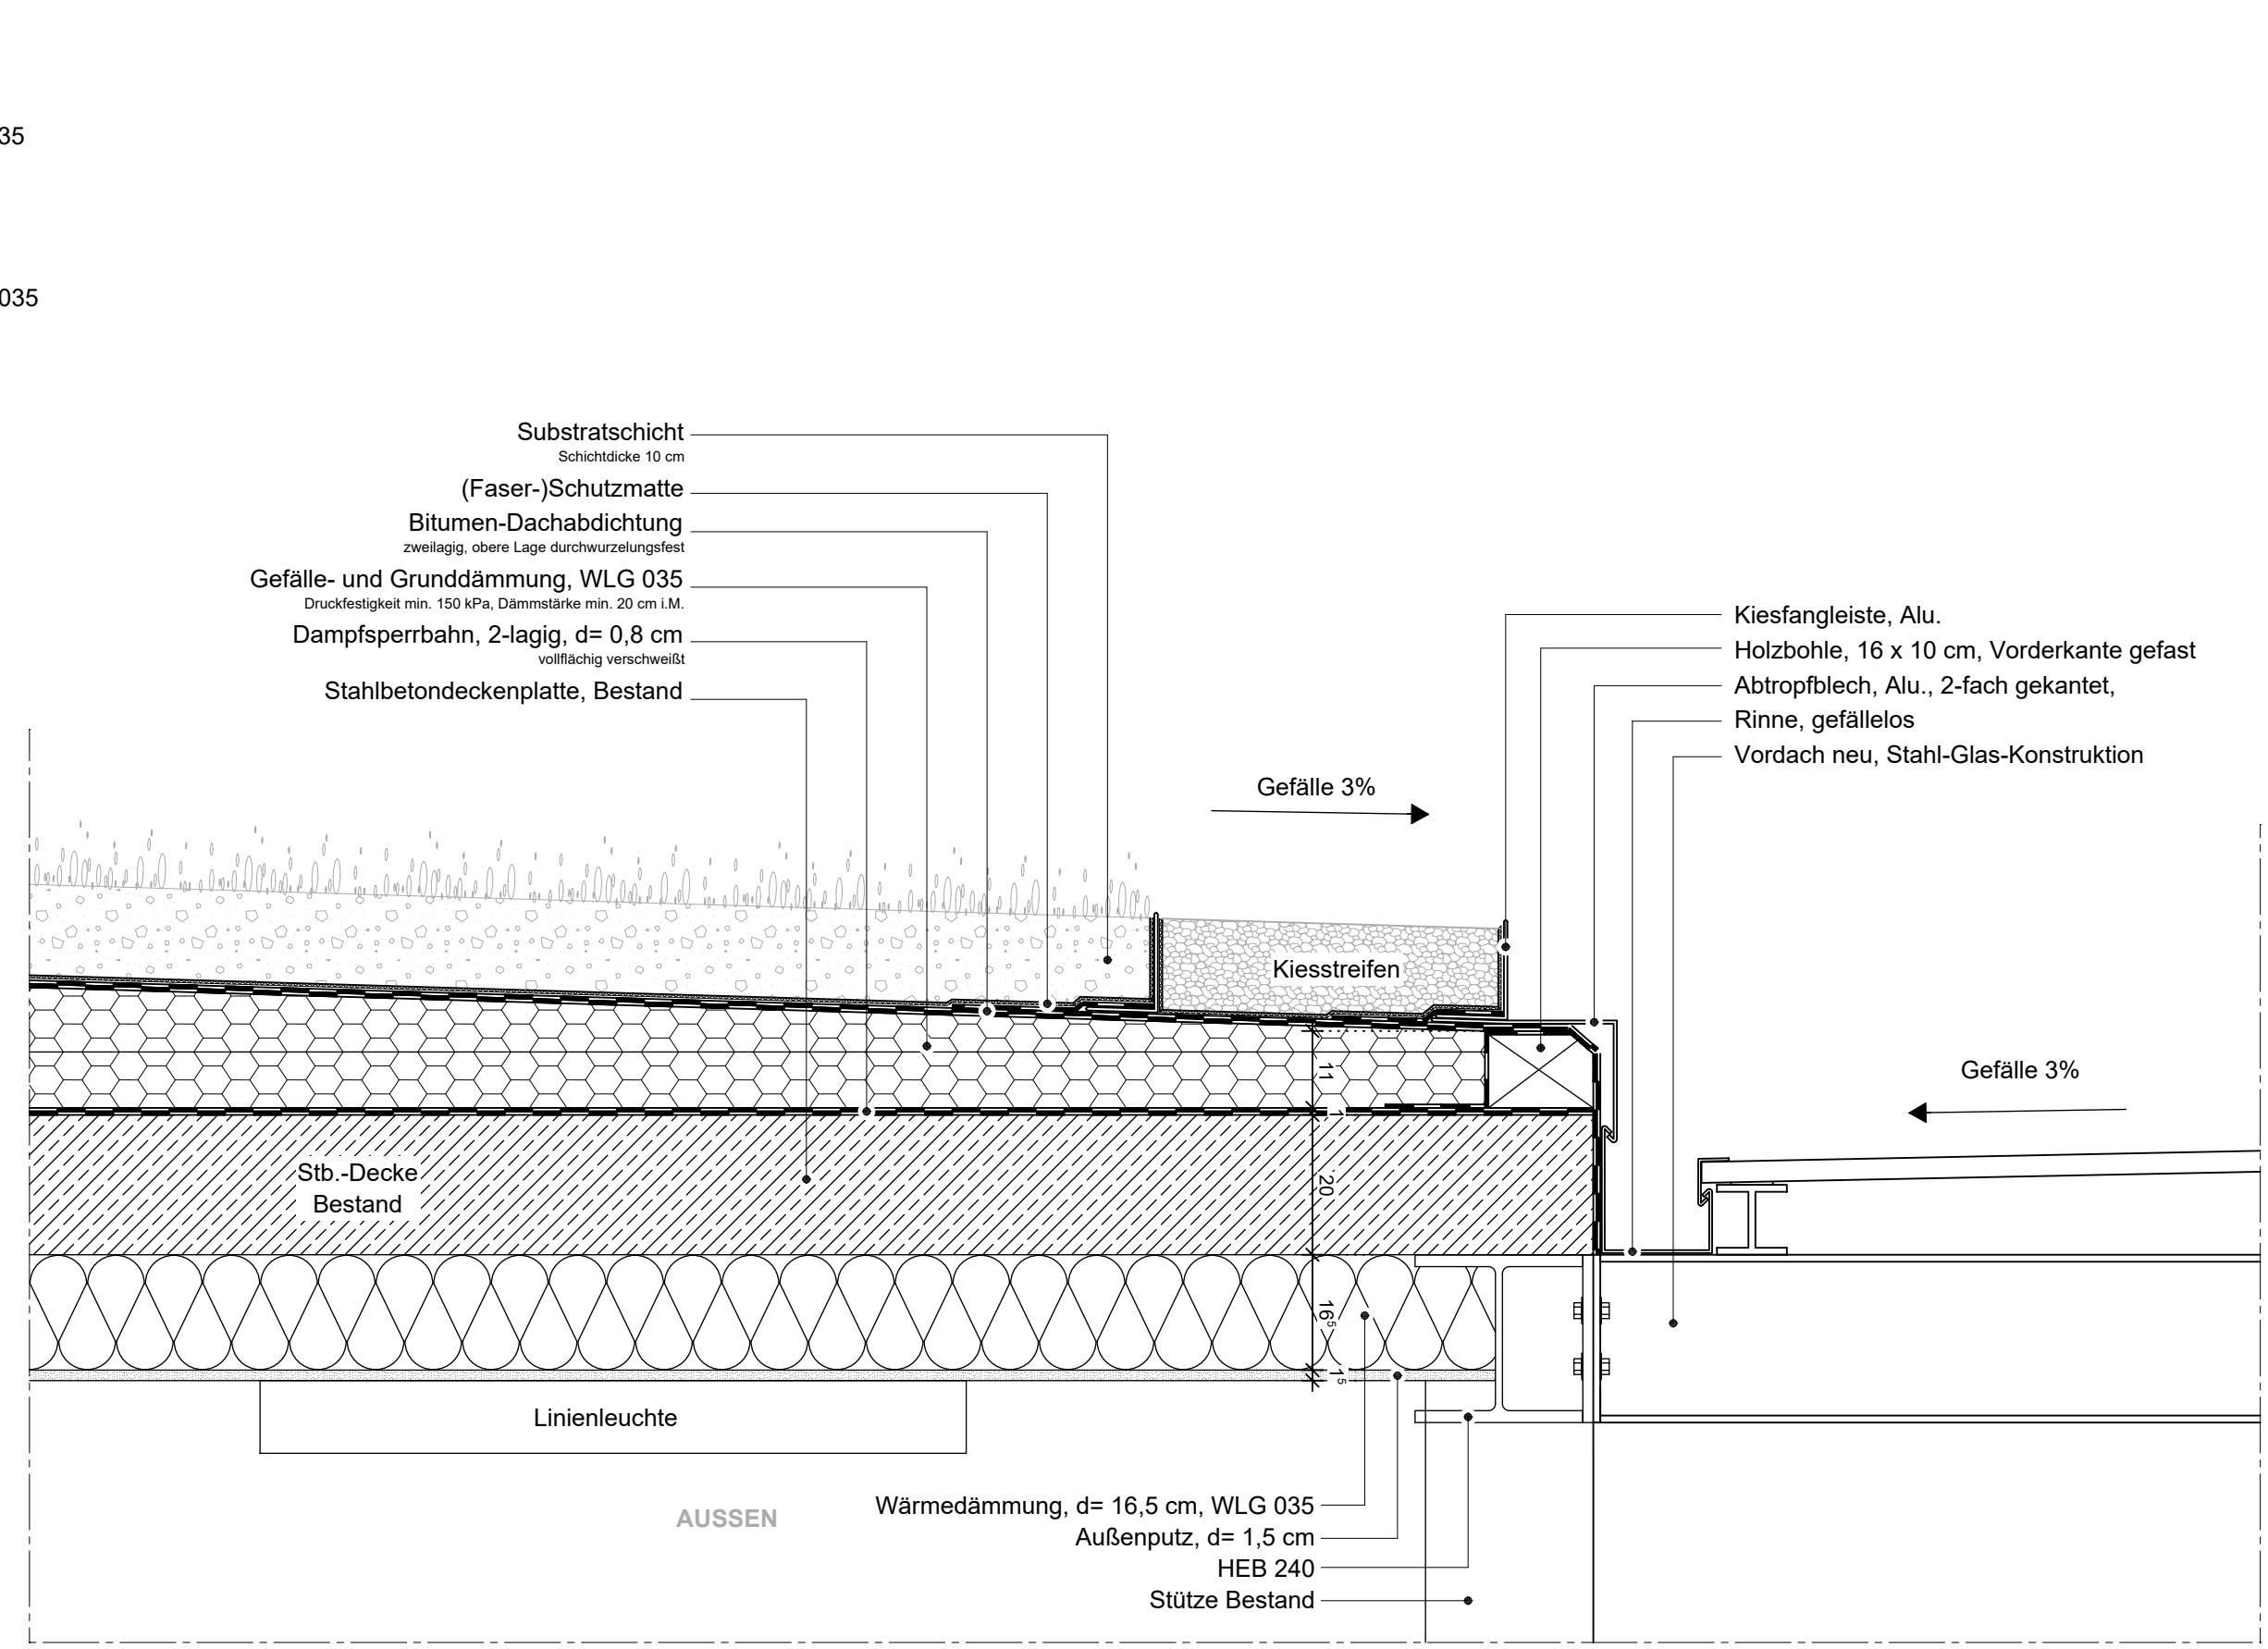 35
035
Substratschicht
Schichtdicke 10 cm
(Faser-)Schutzmatte
Bitumen-Dachabdichtung
zweilagig, obere Lage durchwurzelungsfest
Gefälle- und Grunddämmung, WLG 035
Druckfestigkeit min. 150 kPa, Dämmstärke min. 20 cm i.M.
Dampfsperrbahn, 2-lagig, d= 0,8 cm
vollflächig verschweißt
Stahlbetondeckenplatte, Bestand
Kiesfangleiste, Alu.
Holzbohle, 16 x 10 cm, Vorderkante gefast
Abtropfblech, Alu., 2-fach gekantet,
Rinne, gefällelos
Vordach neu, Stahl-Glas-Konstruktion
Gefälle 3%
Kiesstreifen
Gefälle 3%
11
1
20
16⁵
1⁵
Stb.-Decke
Bestand
Linienleuchte
AUSSEN
Wärmedämmung, d= 16,5 cm, WLG 035
Außenputz, d= 1,5 cm
HEB 240
Stütze Bestand